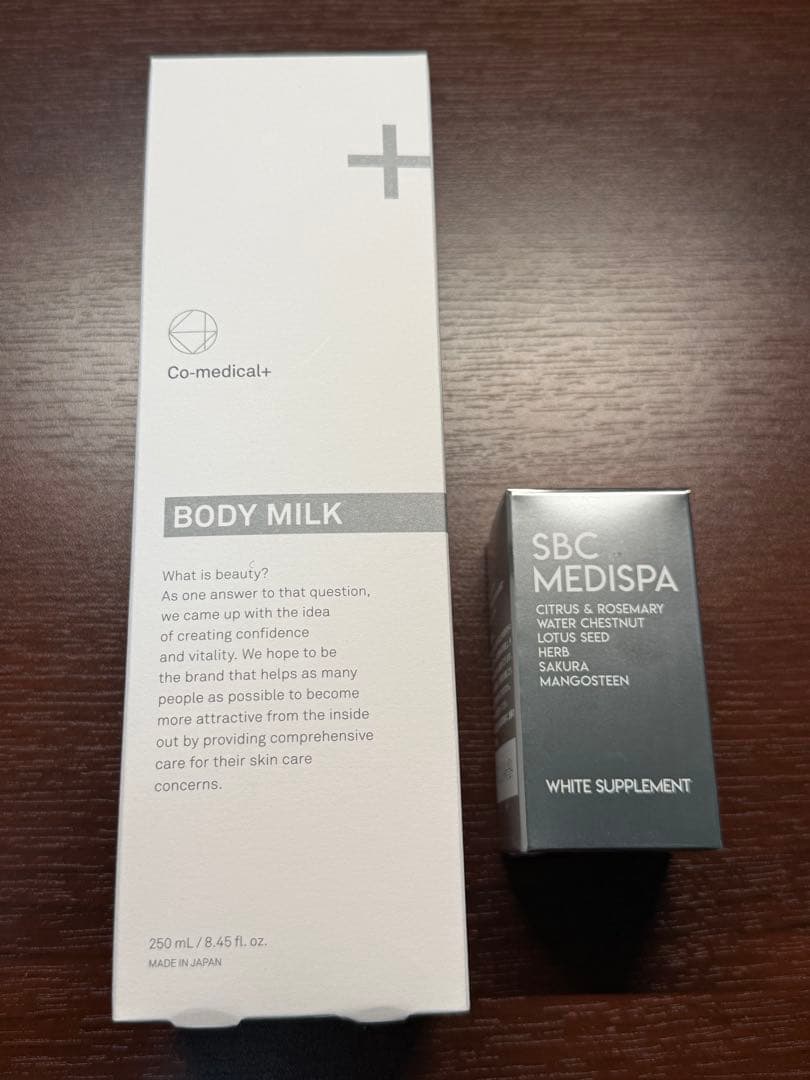 Co-medical+
BODY MILK
What is beauty?
As one answer to that question,
we came up with the idea
of creating confidence
and vitality. We hope to be
the brand that helps as many
people as possible to become
more attractive from the inside
out by providing comprehensive
care for their skin care
concerns.
250 mL / 8.45 fl. oz.
MADE IN JAPAN
SBC
MEDISPA
CITRUS & ROSEMARY
WATER CHESTNUT
LOTUS SEED
HERB
SAKURA
MANGOSTEEN
WHITE SUPPLEMENT